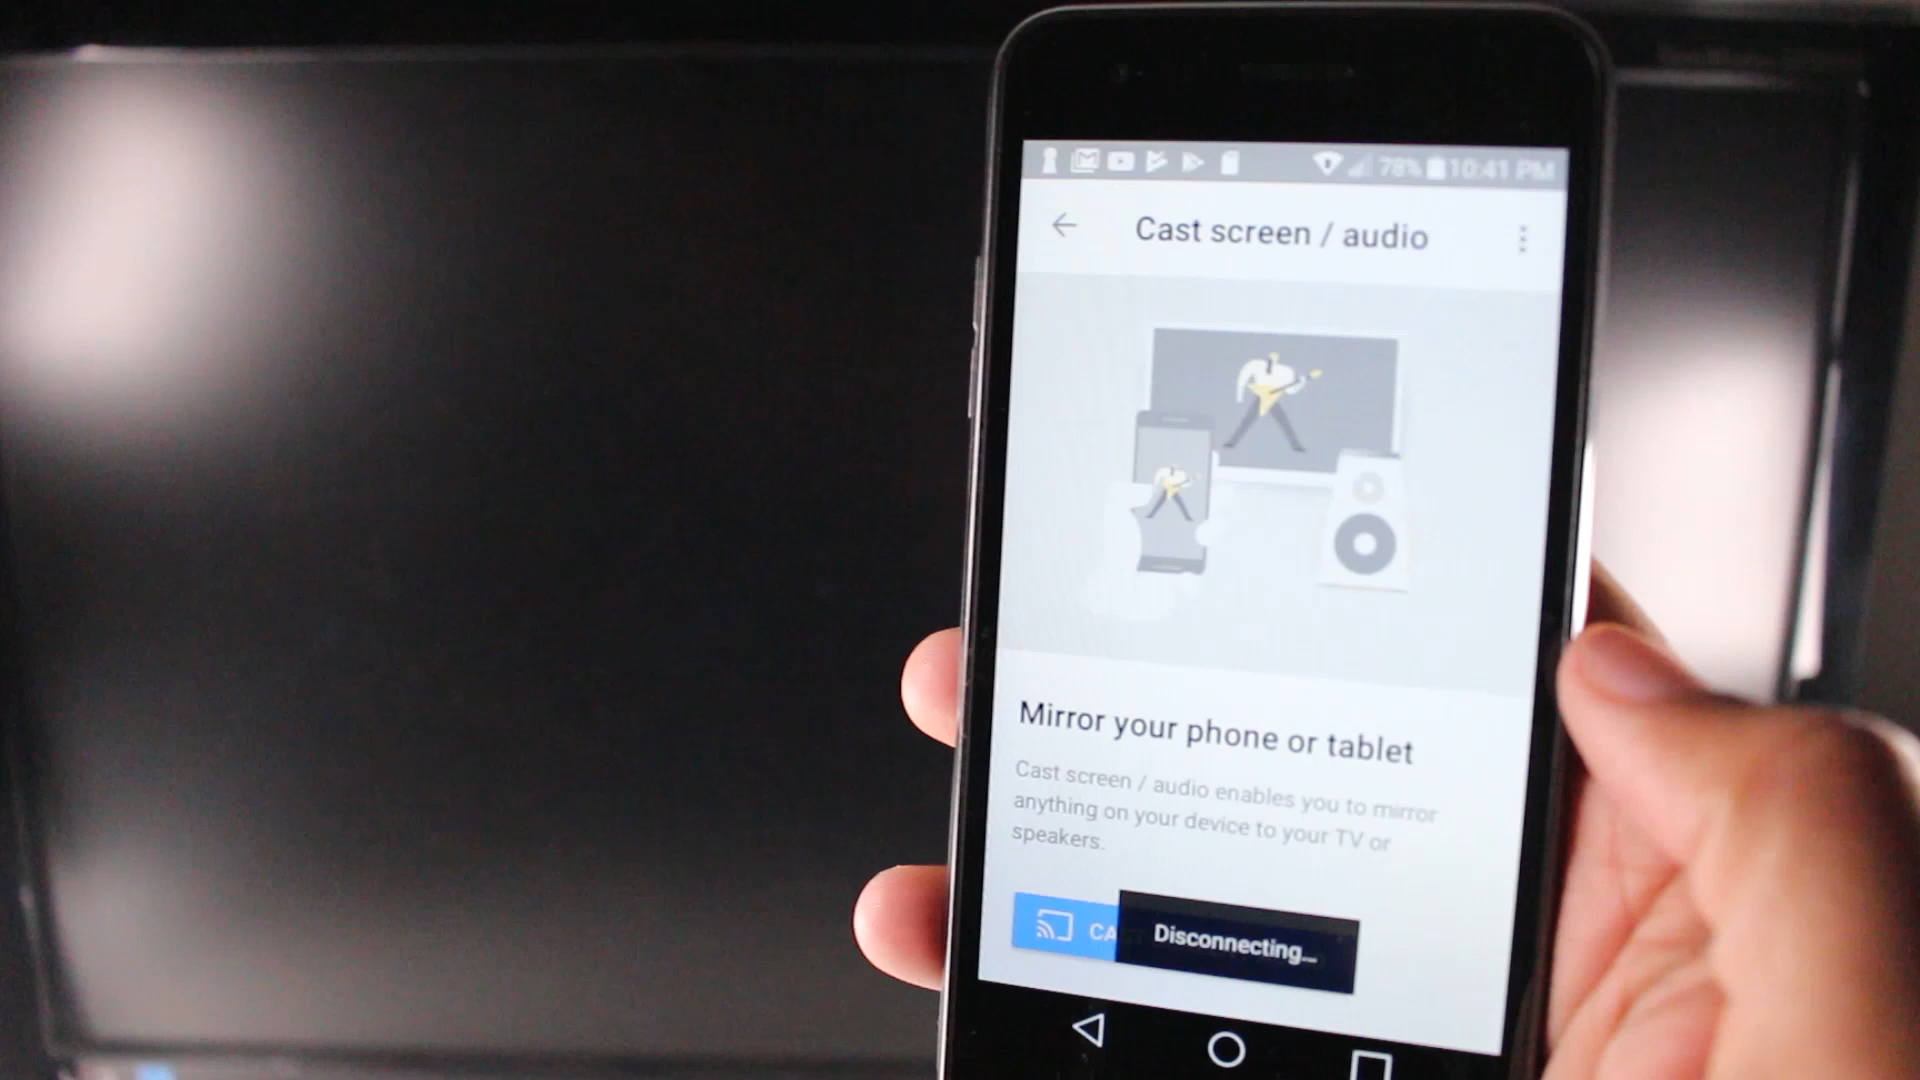 78% 10:41 PM
Cast screen / audio
Mirror your phone or tablet
Cast screen / audio enables you to mirror
anything on your device to your TV or
speakers.
CA
Disconnecting...